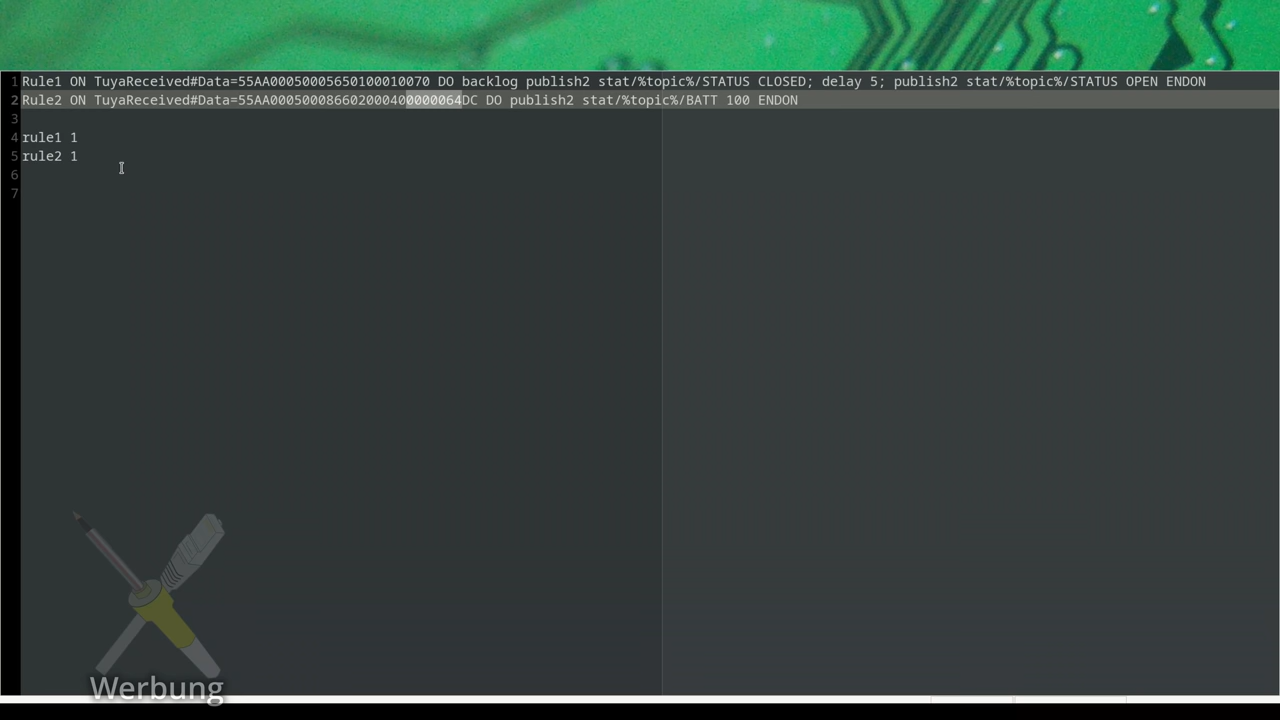 1 Rule1 ON TuyaReceived#Data=55AA00050005650100010070 DO backlog publish2 stat/%topic%/STATUS CLOSED; delay 5; publish2 stat/%topic%/STATUS OPEN ENDON
2 Rule2 ON TuyaReceived#Data=55AA000500086602000400000064DC DO publish2 stat/%topic%/BATT 100 ENDON
3
4 rule1 1
5 rule2 1
6
7
Werbung